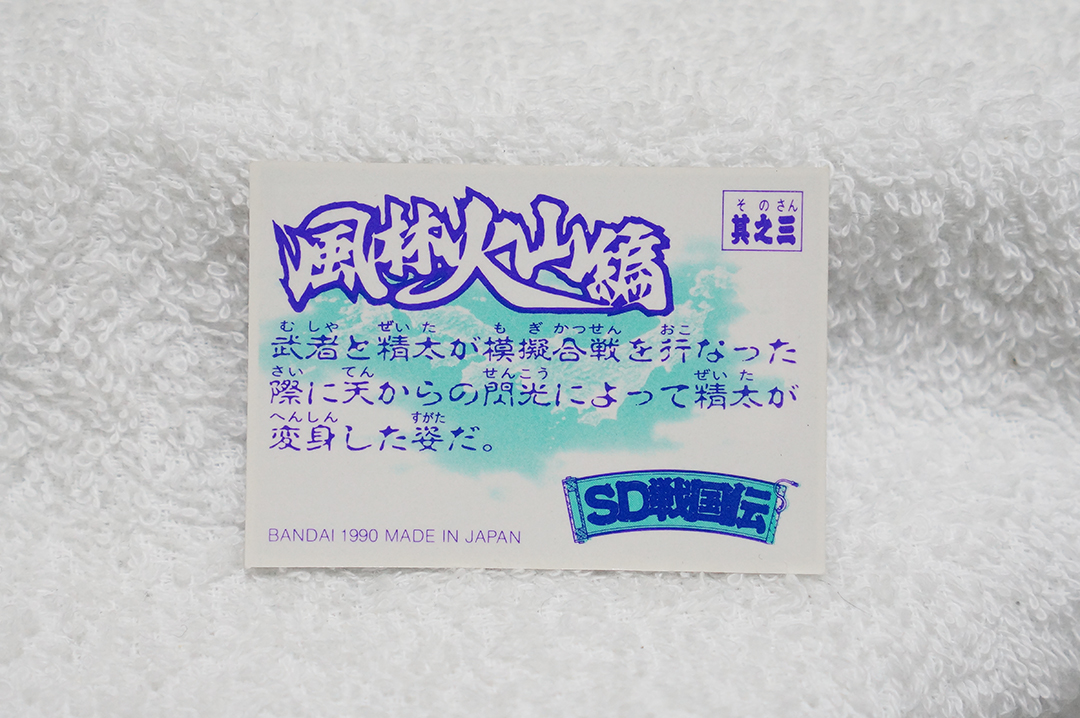 風林火山編
そのさん
其之三
むしゃ ぜいた もぎかっせん おこ
武者と精太が模擬合戦を行なった
さい てん せんこう ぜいた
際に天からの閃光によって精太が
へんしん すがた
変身した姿だ。
SD戦国伝
BANDAI 1990 MADE IN JAPAN